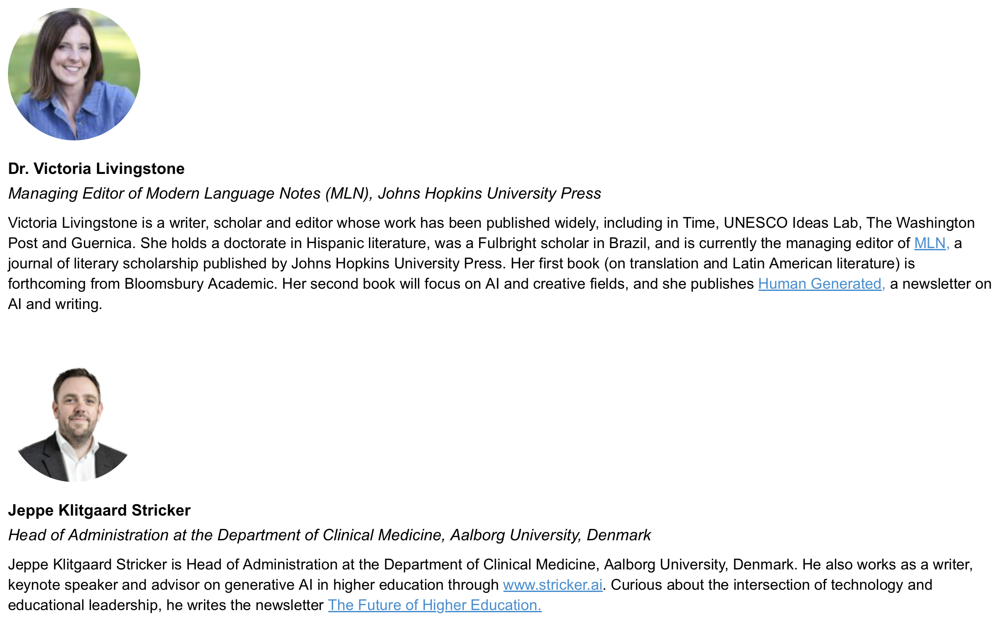 Dr. Victoria Livingstone
Managing Editor of Modern Language Notes (MLN), Johns Hopkins University Press
Victoria Livingstone is a writer, scholar and editor whose work has been published widely, including in Time, UNESCO Ideas Lab, The Washington
Post and Guernica. She holds a doctorate in Hispanic literature, was a Fulbright scholar in Brazil, and is currently the managing editor of MLN, a
journal of literary scholarship published by Johns Hopkins University Press. Her first book (on translation and Latin American literature) is
forthcoming from Bloomsbury Academic. Her second book will focus on AI and creative fields, and she publishes Human Generated, a newsletter on
AI and writing.
Jeppe Klitgaard Stricker
Head of Administration at the Department of Clinical Medicine, Aalborg University, Denmark
Jeppe Klitgaard Stricker is Head of Administration at the Department of Clinical Medicine, Aalborg University, Denmark. He also works as a writer,
keynote speaker and advisor on generative AI in higher education through www.stricker.ai. Curious about the intersection of technology and
educational leadership, he writes the newsletter The Future of Higher Education.